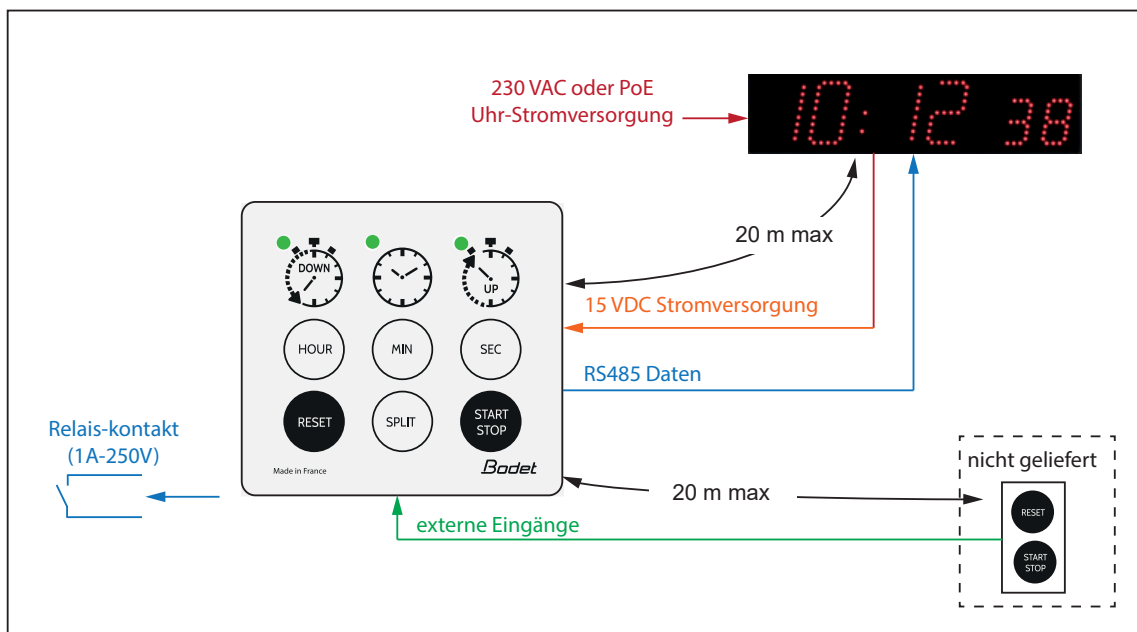 230 VAC oder PoE
Uhr-Stromversorgung
10: 12 38
20 m max
DOWN
UP
15 VDC Stromversorgung
HOUR
MIN
SEC
RS485 Daten
RESET
SPLIT
START
STOP
Relais-kontakt
(1A-250V)
Made in France
Bodet
20 m max
nicht geliefert
RESET
externe Eingänge
START
STOP